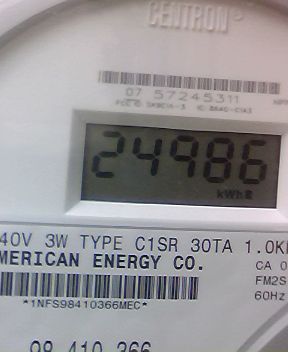 CENTRON
07 57245311
24986
kWh
40V 3W TYPE C1SR 30TA 1.0K
MERICAN ENERGY CO.
CA 0
FM2S
60Hz
*1NFS98410366MEC*
98 410 366